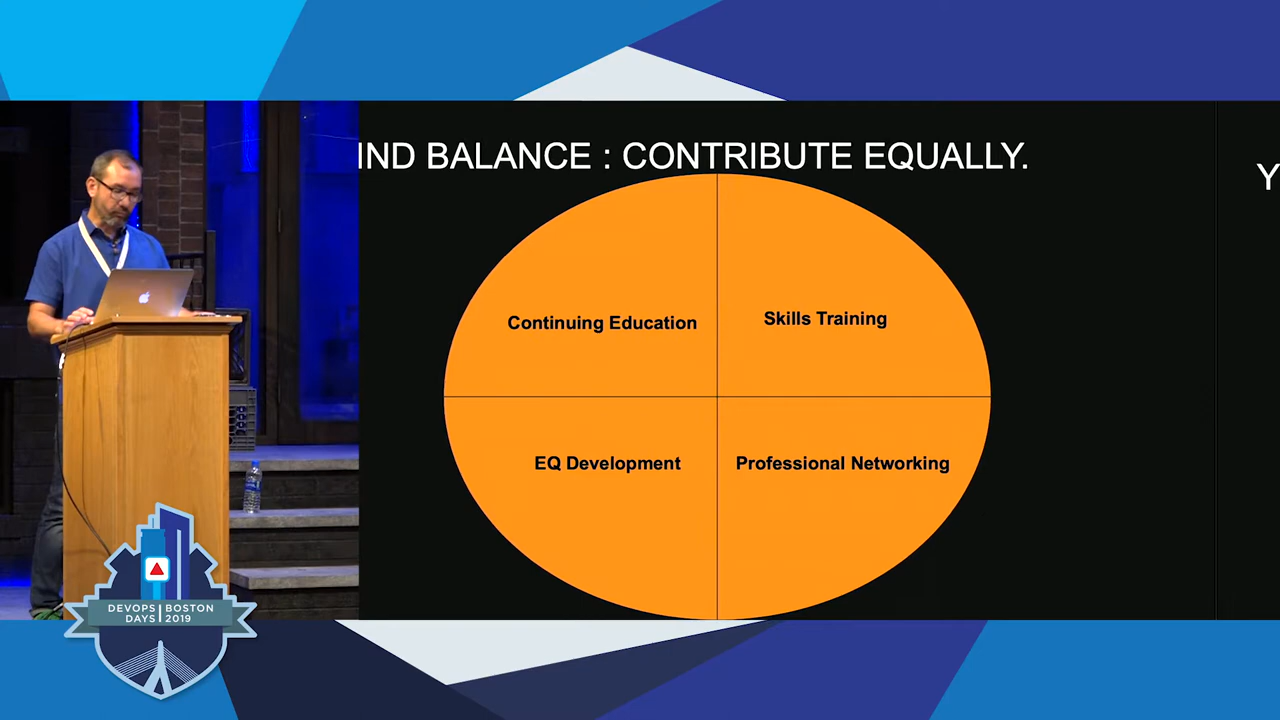 IND BALANCE : CONTRIBUTE EQUALLY.
Y
Continuing Education
Skills Training
EQ Development
Professional Networking
DEVOPS BOSTON
DAYS 2019